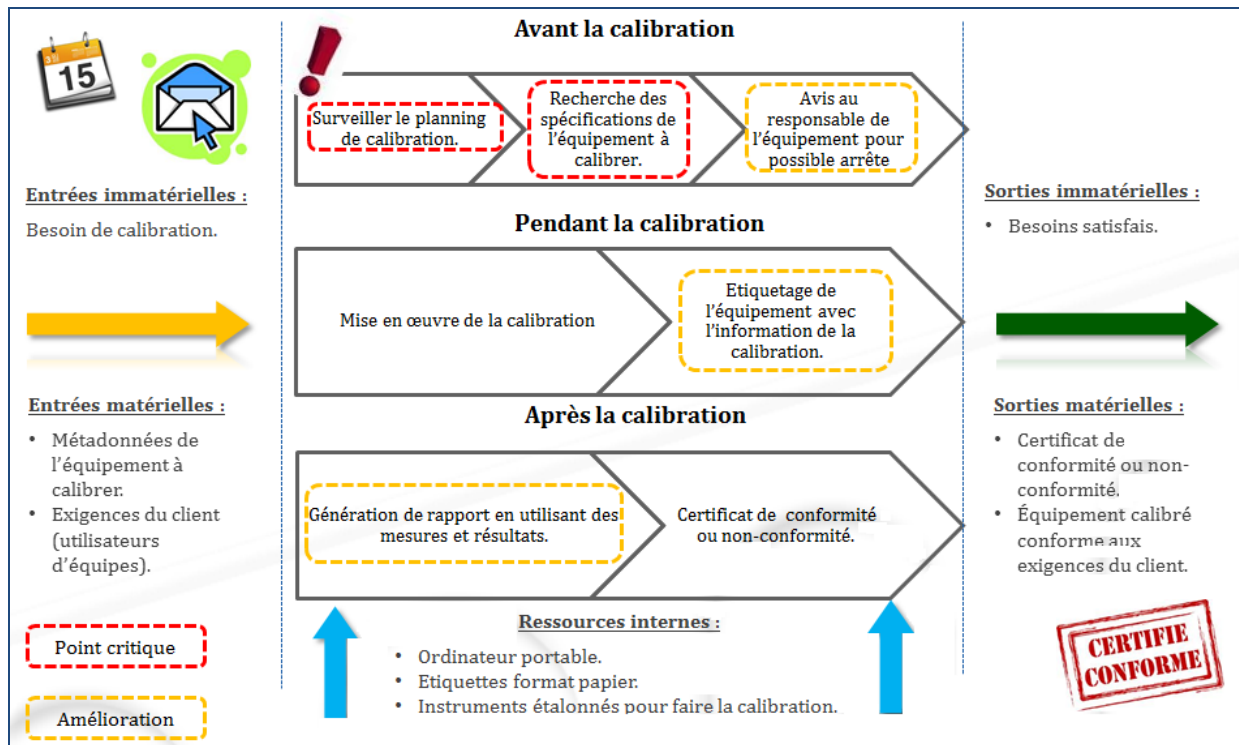 Avant la calibration
15
Surveiller le planning
de calibration.
Recherche des
spécifications de
l'équipement à
calibrer.
Avis au
responsable de
l'équipement pour
possible arrête
Entrées immatérielles :
Besoin de calibration.
Sorties immatérielles :
• Besoins satisfais.
Pendant la calibration
Mise en œuvre de la calibration
Etiquetage de
l'équipement avec
l'information de la
calibration.
Entrées matérielles :
• Métadonnées de
l'équipement à
calibrer.
• Exigences du client
(utilisateurs
d'équipes).
Après la calibration
Génération de rapport en utilisant des
mesures et résultats.
Certificat de conformité
ou non-conformité.
Sorties matérielles :
• Certificat de
conformité ou non-
conformité.
• Équipement calibré
conforme aux
exigences du client.
Ressources internes :
• Ordinateur portable.
• Etiquettes format papier.
• Instruments étalonnés pour faire la calibration.
Point critique
Amélioration
CERTIFIE
CONFORME